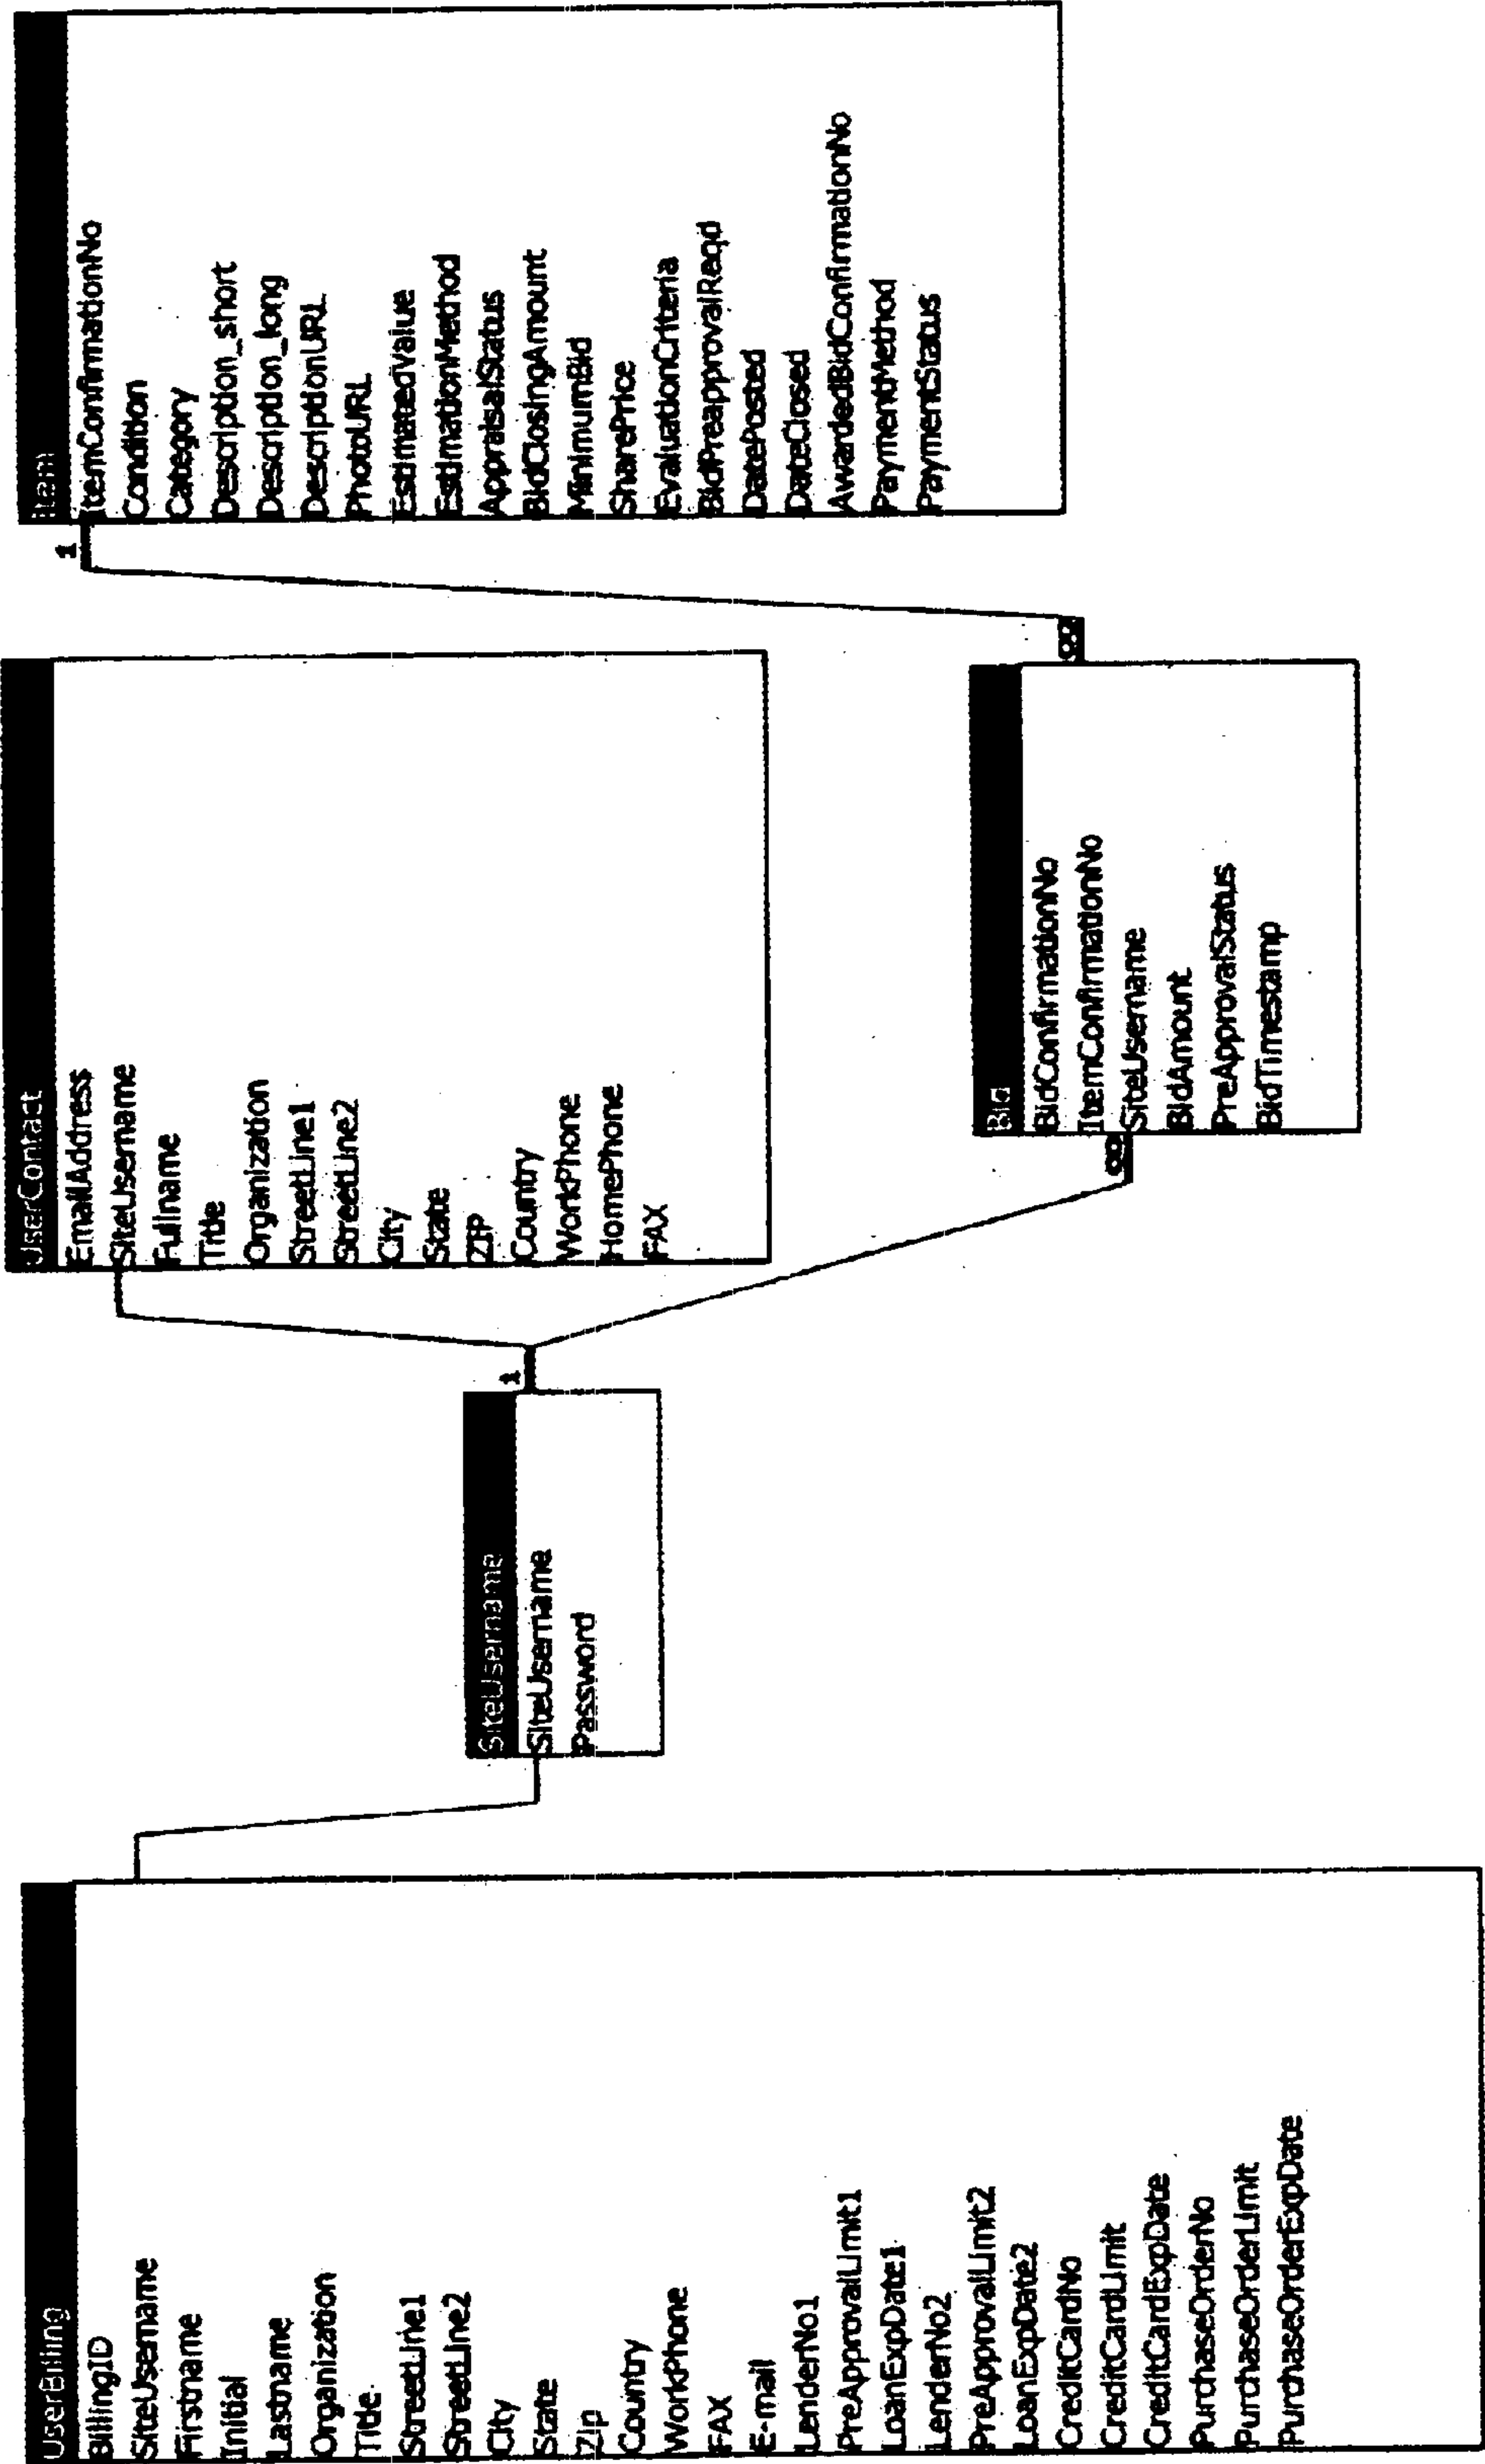 UserBilling
BillingID
SiteUsername
Firstname
Initial
Lastname
Organization
Title
StreetLine1
StreetLine2
City
State
Zip
Country
WorkPhone
FAX
E-mail
LenderNo1
PreApprovalLimit1
LoanExpDate1
LenderNo2
PreApprovalLimit2
LoanExpDate2
CreditCardNo
CreditCardLimit
CreditCardExpDate
PurchaseOrderNo
PurchaseOrderLimit
PurchaseOrderExpDate
SiteUsername
SiteUsername
Password
1
UserContact
EmailAddress
SiteUsername
Fullname
Title
Organization
StreetLine1
StreetLine2
City
State
ZIP
Country
WorkPhone
HomePhone
FAX
∞
Bid
BidConfirmationNo
ItemConfirmationNo
SiteUsername
BidAmount
PreApprovalStatus
BidTimestamp
∞
1
Item
ItemConfirmationNo
Condition
Category
Description_short
Description_long
DescriptionURL
PhotoURL
EstimatedValue
EstimationMethod
AppraisalStatus
BidClosingAmount
MinimumBid
SharePrice
EvaluationCriteria
BidPreapprovalReqd
DatePosted
DateClosed
AwardedBidConfirmationNo
PaymentMethod
PaymentStatus